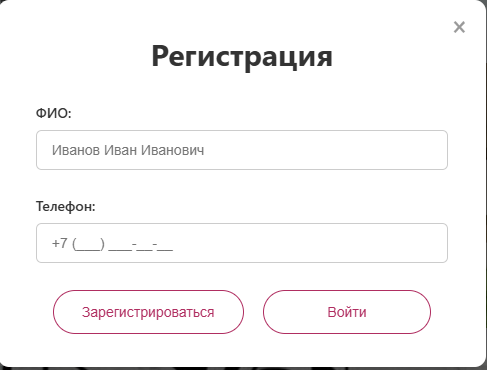 ×
Регистрация
ФИО:
Иванов Иван Иванович
Телефон:
+7 (___) ___-__-__
Зарегистрироваться Войти